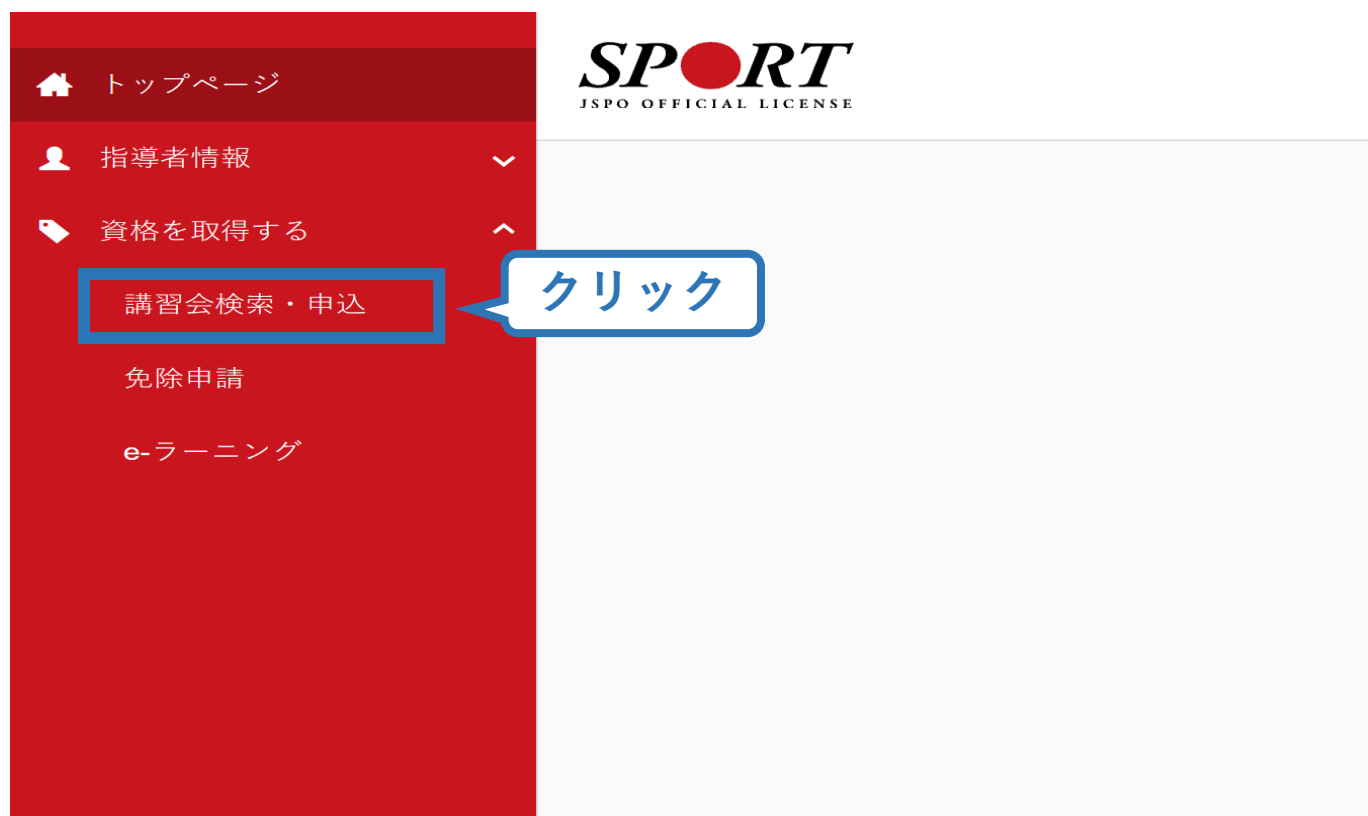 トップページ
指導者情報
資格を取得する
講習会検索・申込
免除申請
e-ラーニング
SPORT
JSPO OFFICIAL LICENSE
クリック